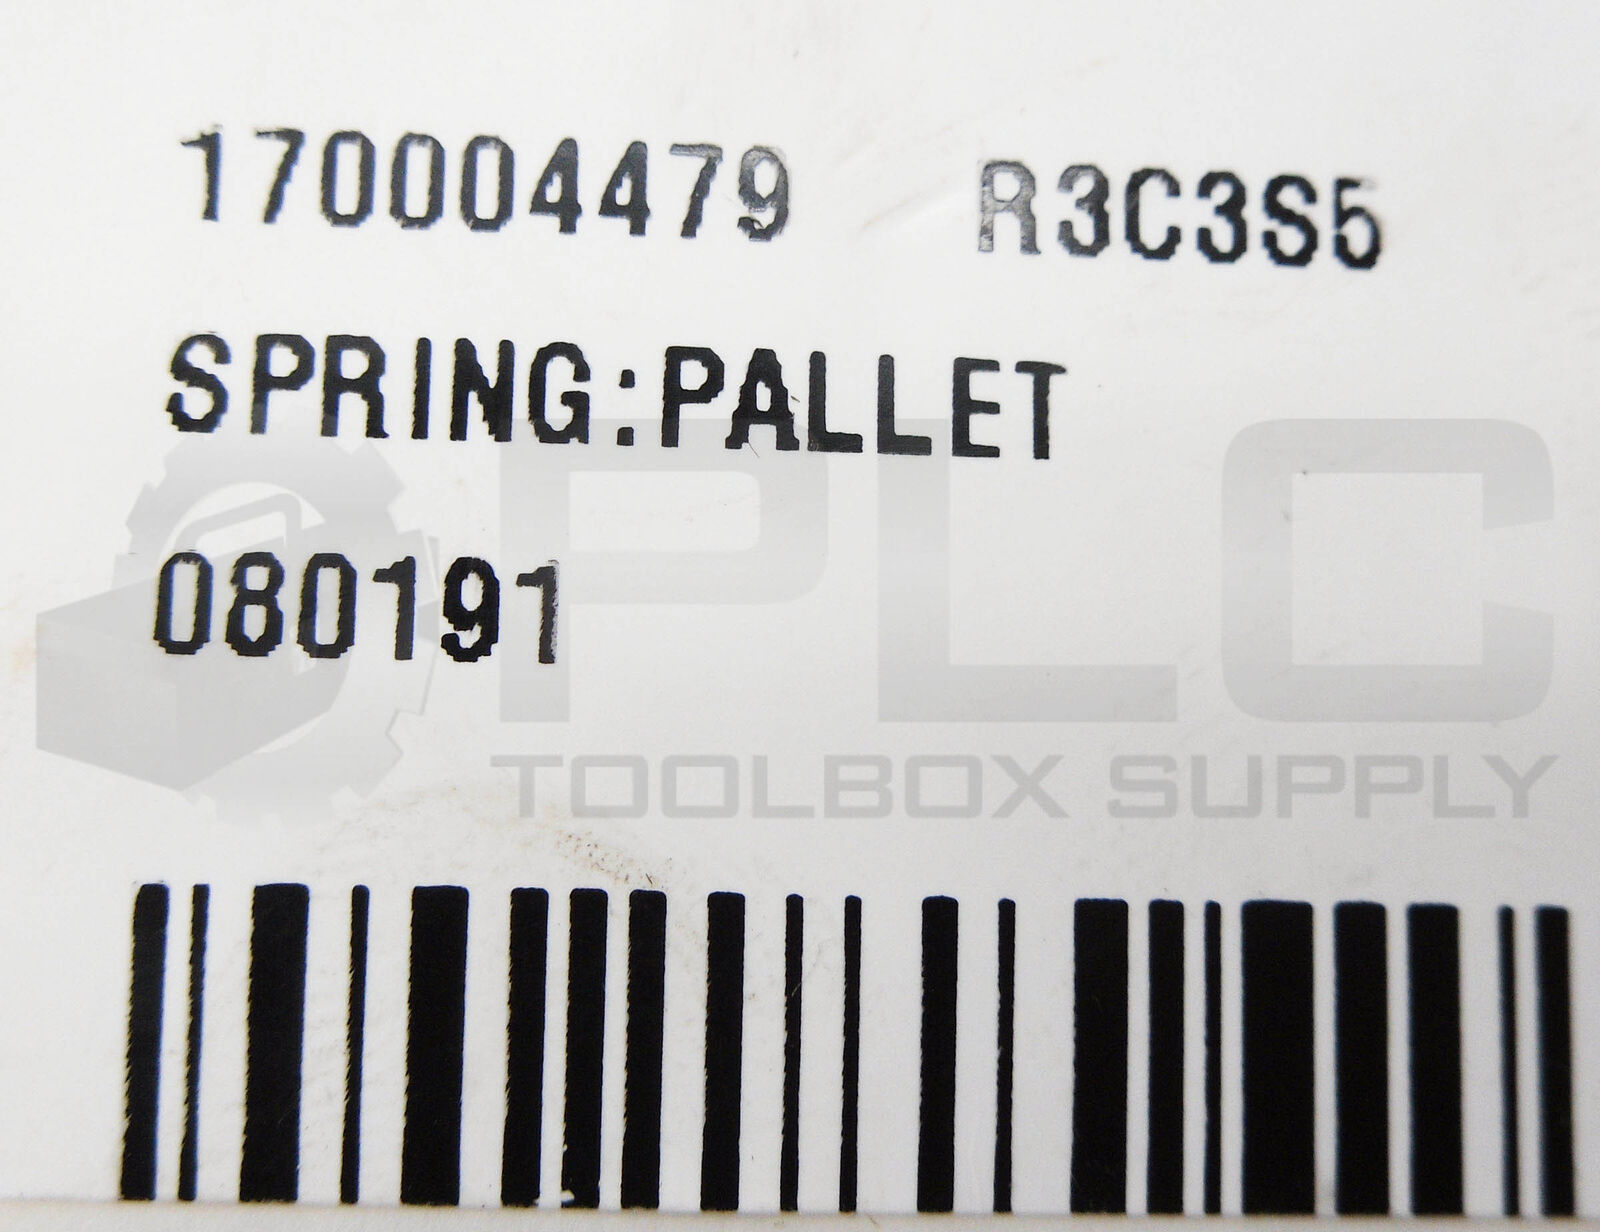 170004479 R3C3S5
SPRING:PALLET
080191
PLC
TOOLBOX SUPPLY